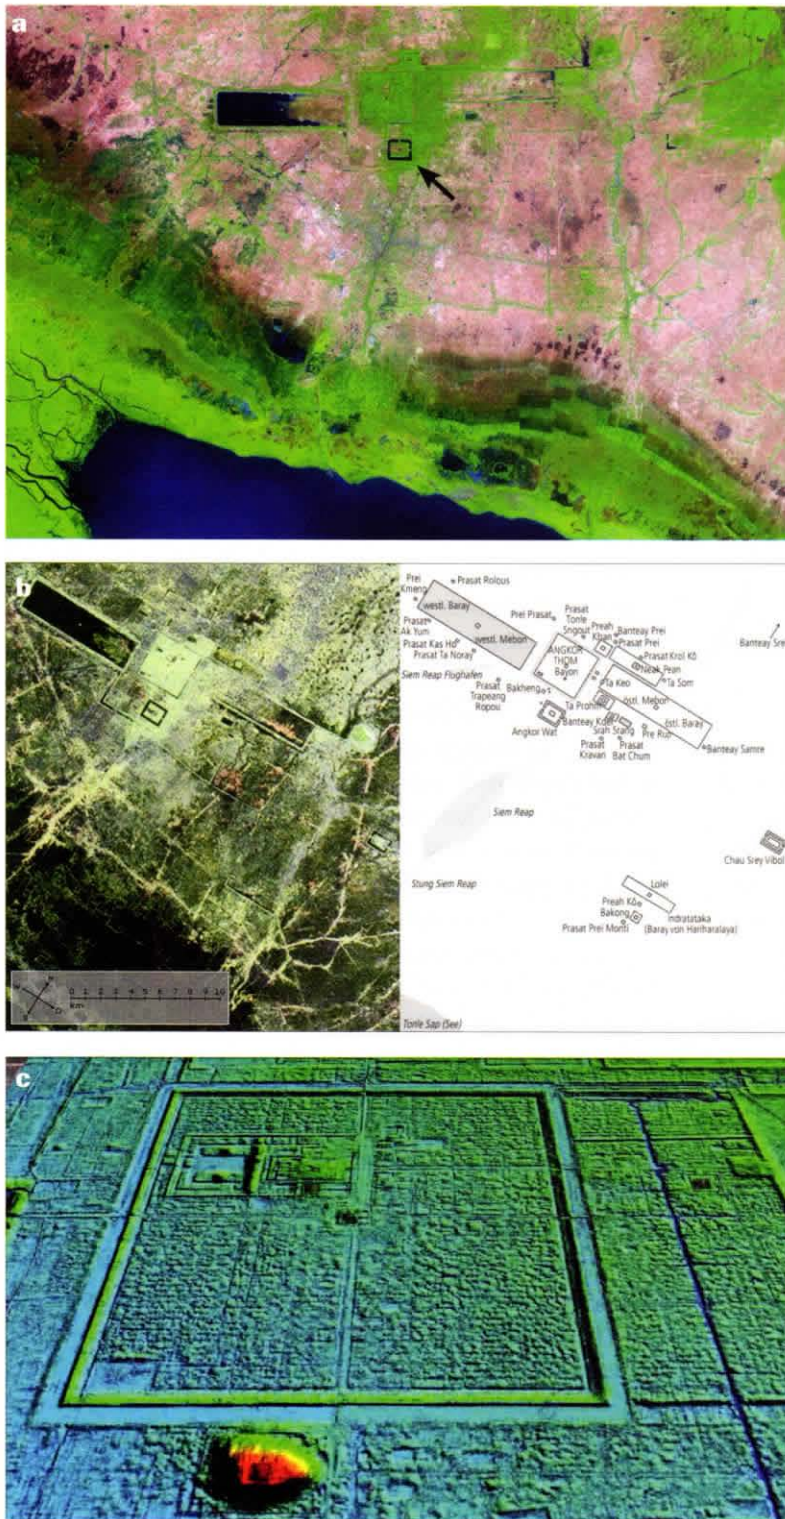 a
b
Prei
Kmeng
Prasat Rolous
westl. Baray
Prasat
Ak Yum
westl. Mebon
Prasat Kas Ho
Prasat Ta Noray
Prei Prasat
Prasat
Tonle
Sngout
Preah
Khan
Banteay Prei
Prasat Prei
Prasat Krol Kô
Neak Pean
Ta Som
Banteay Srei
ANGKOR
THOM
Bayon
Ta Keo
östl. Mebon
östl. Baray
Siem Reap Flughafen
Prasat
Trapeang
Ropou
Bakheng
Ta Prohm
Angkor Wat
Banteay Kdei
Srah Srang
Pre Rup
Prasat
Kravan
Prasat
Bat Chum
Banteay Samre
Siem Reap
Chau Srey Vibol
Stung Siem Reap
Lolei
Preah Kô
Bakong
Indratataka
(Baray von Hariharalaya)
Prasat Prei Monti
Tonle Sap (See)
0 1 2 3 4 5 6 7 8 9 10
km
c